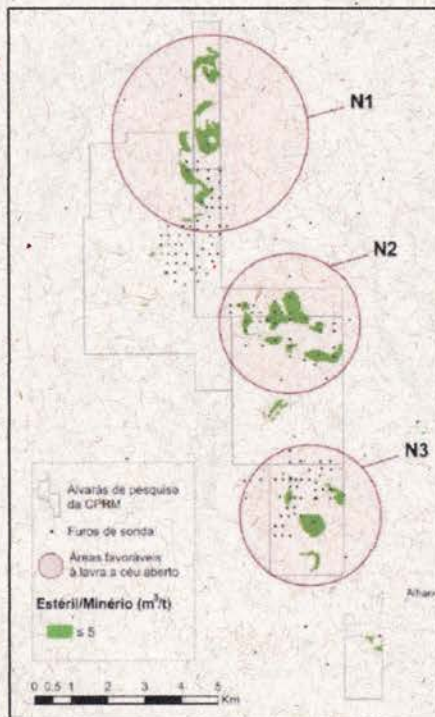 N1
N2
N3
Alvarás de pesquisa
da CPRM
Furos de sonda
Áreas favoráveis
à lavra a céu aberto
Estéril/Minério (m³/t)
≤ 5
0 0,5 1 2 3 4 5
Km